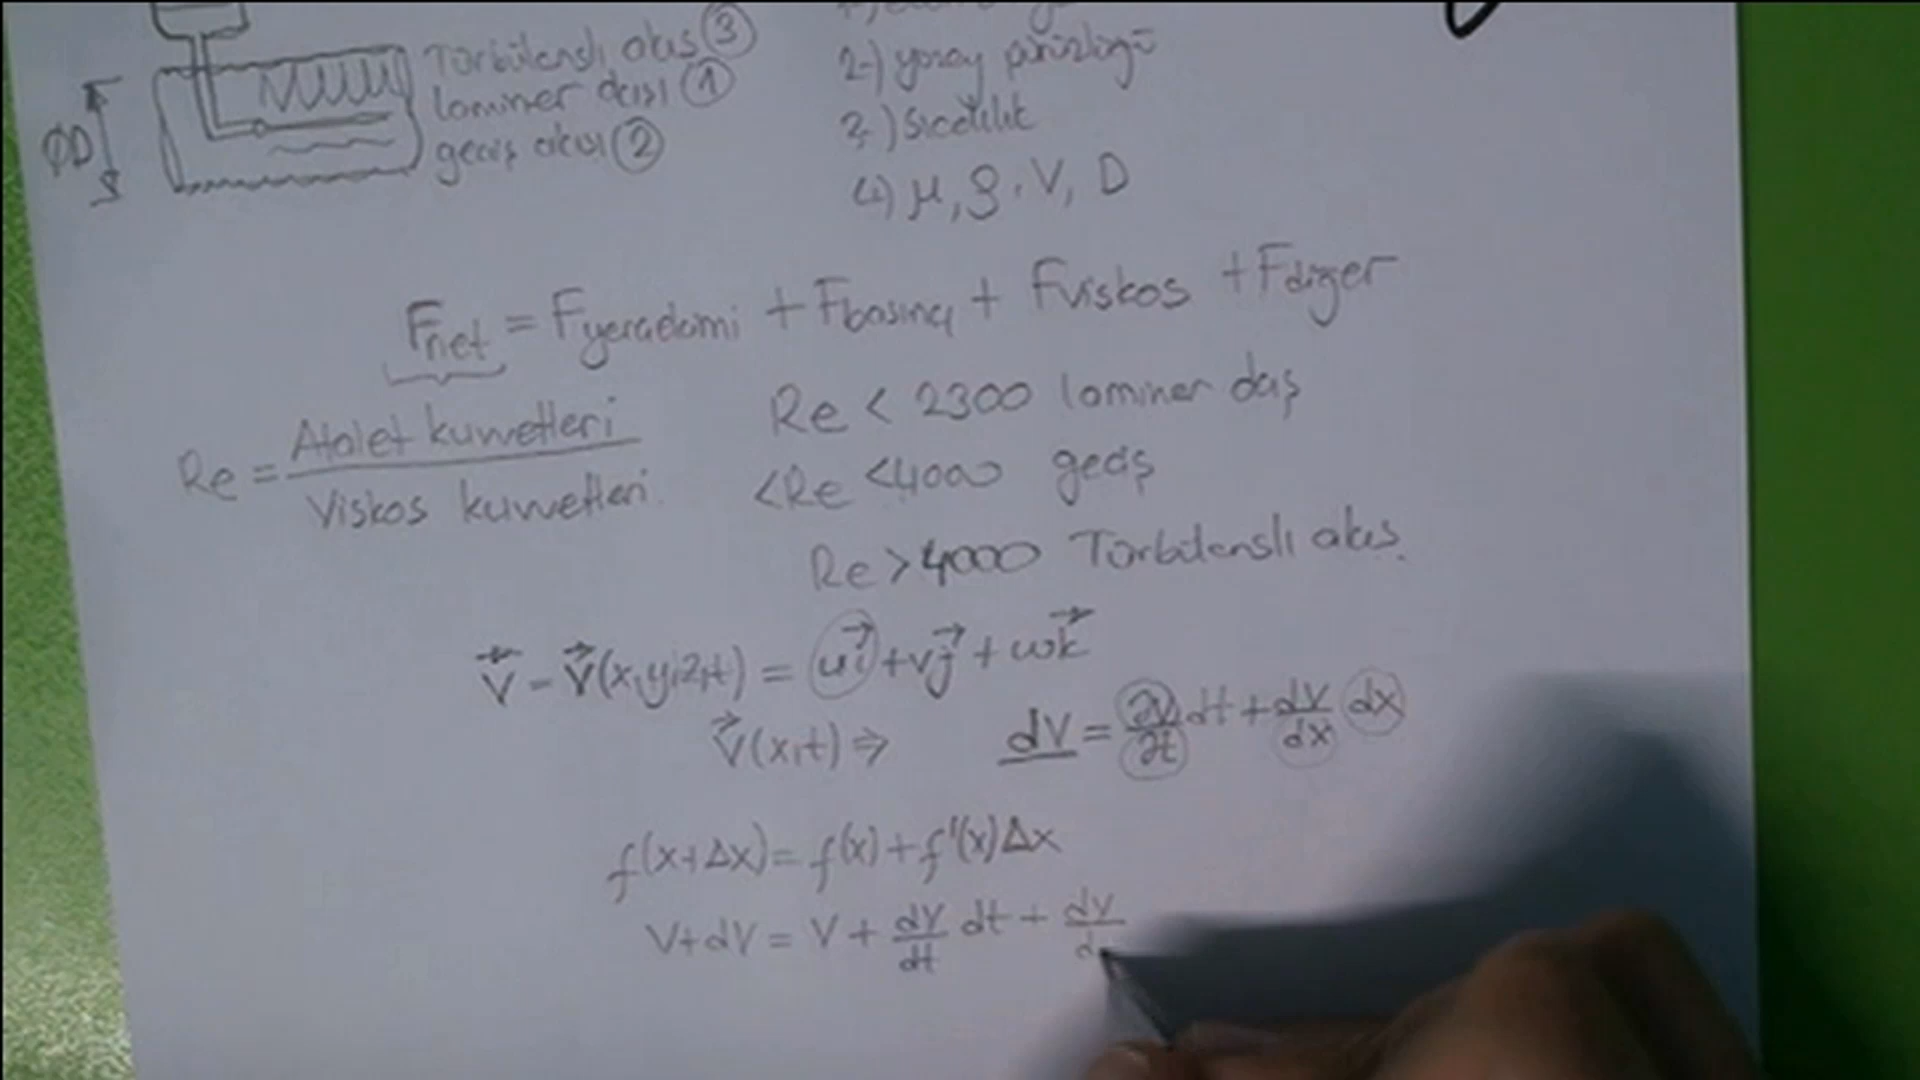 Türbülanslı akış ③
laminer akışı ①
geçiş akışı ②
ØD
2-) yüzey pürüzlüğü
3-) sıcaklık
4) μ, ρ, V, D
Fnet = Fyeradami + Fbasınç + Fviskos + Fdiğer
Re = Atalet kuvvetleri / Viskos kuvvetleri
Re < 2300 laminer akış
<Re <4000 geçiş
Re > 4000 Türbülanslı akış.
V⃗ = V⃗(x,y,z,t) = ui⃗ + vj⃗ + wk⃗
V⃗(x,t) ⇒ dV = ∂V/∂t dt + dV/dx dx
f(x+Δx) = f(x) + f'(x)Δx
V+dV = V + dV/dt dt + dV/d